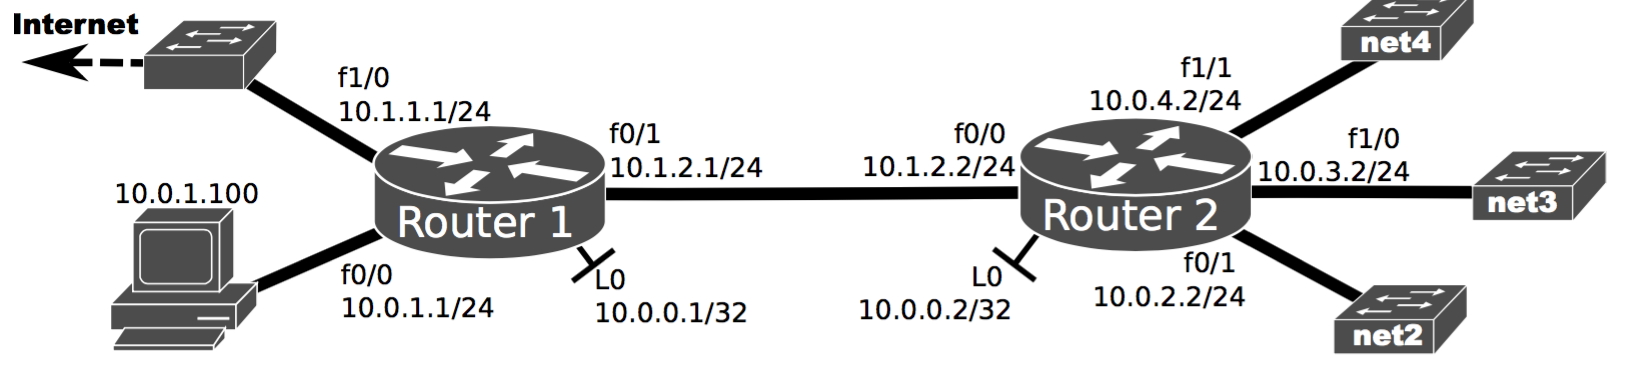 Internet
f1/0
10.1.1.1/24
10.0.1.100
f0/0
10.0.1.1/24
Router 1
L0
10.0.0.1/32
f0/1
10.1.2.1/24
f0/0
10.1.2.2/24
Router 2
L0
10.0.0.2/32
f1/1
10.0.4.2/24
net4
f1/0
10.0.3.2/24
net3
f0/1
10.0.2.2/24
net2